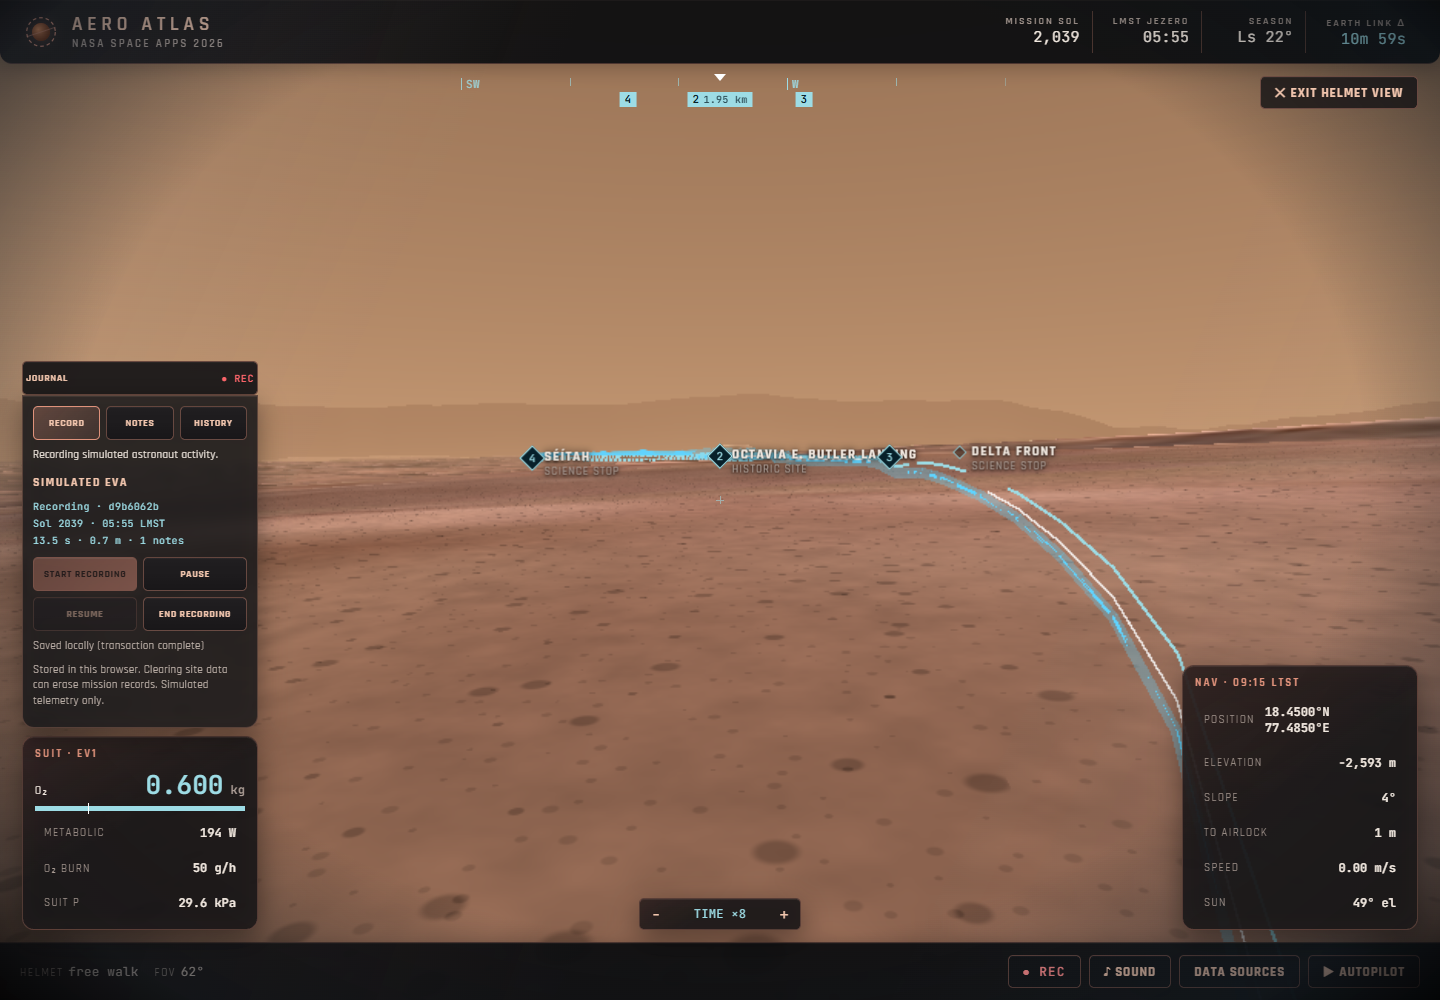 AERO ATLAS
NASA SPACE APPS 2026
MISSION SOL
2,039
LMST JEZERO
05:55
SEASON
Ls 22°
EARTH LINK Δ
10m 59s
SW
W
4
2 1.95 km
3
✕ EXIT HELMET VIEW
4 SÉÍTAH
SCIENCE STOP
2 OCTAVIA E. BUTLER LANDING
HISTORIC SITE
3
DELTA FRONT
SCIENCE STOP
JOURNAL
● REC
RECORD
NOTES
HISTORY
Recording simulated astronaut activity.
SIMULATED EVA
Recording · d9b6062b
Sol 2039 · 05:55 LMST
13.5 s · 0.7 m · 1 notes
START RECORDING
PAUSE
RESUME
END RECORDING
Saved locally (transaction complete)
Stored in this browser. Clearing site data
can erase mission records. Simulated
telemetry only.
SUIT · EV1
O₂ 0.600 kg
METABOLIC 194 W
O₂ BURN 50 g/h
SUIT P 29.6 kPa
NAV · 09:15 LTST
POSITION 18.4500°N
77.4850°E
ELEVATION -2,593 m
SLOPE 4°
TO AIRLOCK 1 m
SPEED 0.00 m/s
SUN 49° el
- TIME ×8 +
HELMET free walk FOV 62°
● REC
♪ SOUND
DATA SOURCES
▶ AUTOPILOT